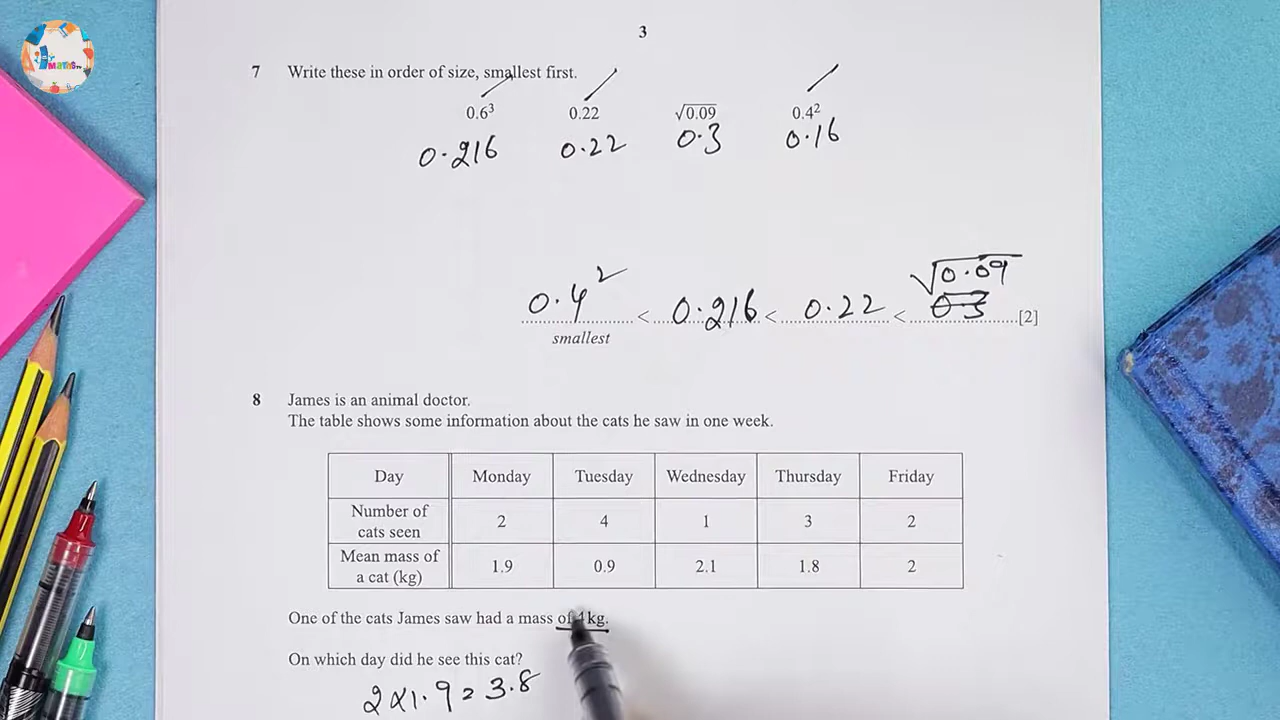 3
7 Write these in order of size, smallest first.
0.6³ 0.22 √0.09 0.4²
0.216 0.22 0.3 0.16
√0.09
0.4² < 0.216 < 0.22 < 0.3 [2]
smallest
8 James is an animal doctor.
The table shows some information about the cats he saw in one week.
Day Monday Tuesday Wednesday Thursday Friday
Number of cats seen 2 4 1 3 2
Mean mass of a cat (kg) 1.9 0.9 2.1 1.8 2
One of the cats James saw had a mass of 4 kg.
On which day did he see this cat?
2×1.9=3.8